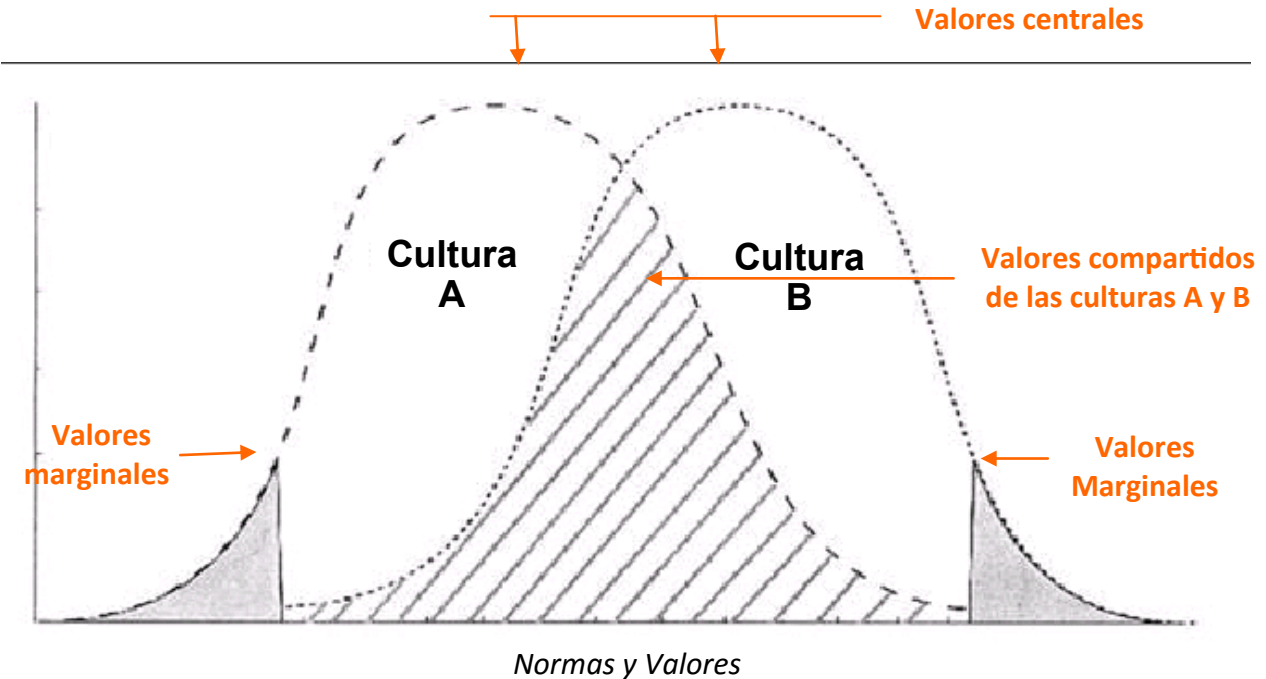 Valores centrales
Cultura
A
Cultura
B
Valores compartidos
de las culturas A y B
Valores
marginales
Valores
Marginales
Normas y Valores